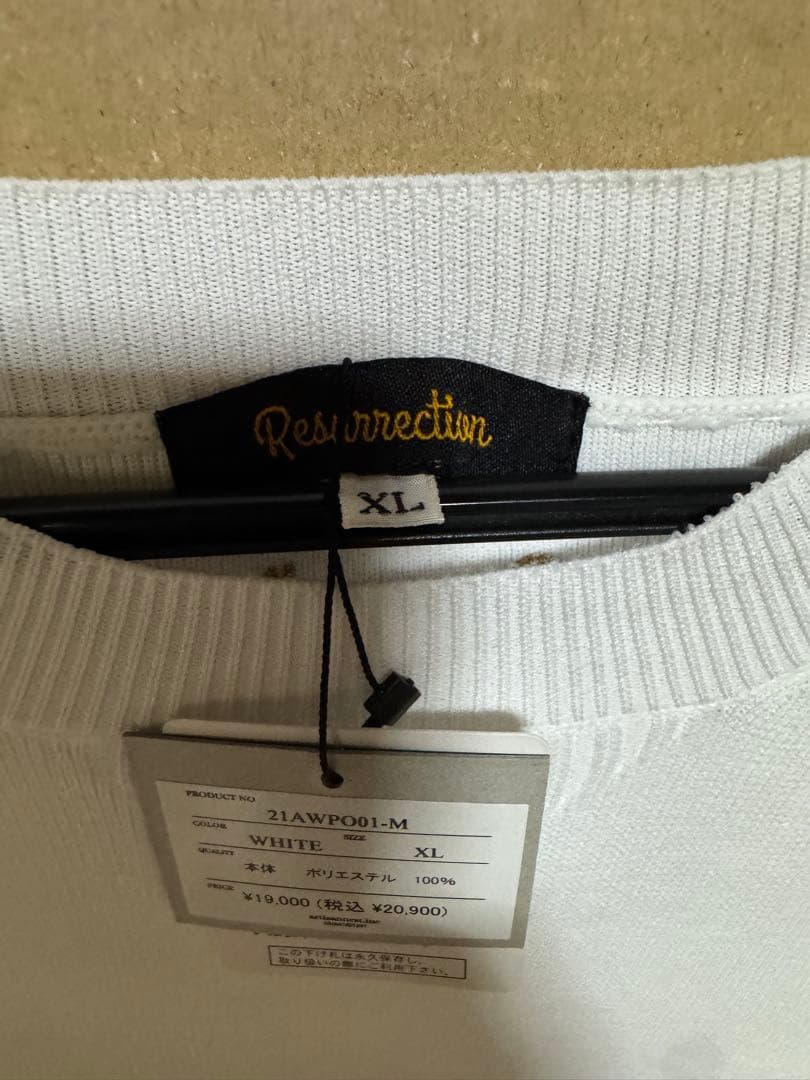 Resurrection
XL
PRODUCT NO
21AWPO01-M
COLOR SIZE
WHITE XL
QUALITY
本体 ポリエステル 100%
PRICE
¥19,000 (税込 ¥20,900)
この下げ札は永久保存し、
取り扱いの際にご利用下さい。